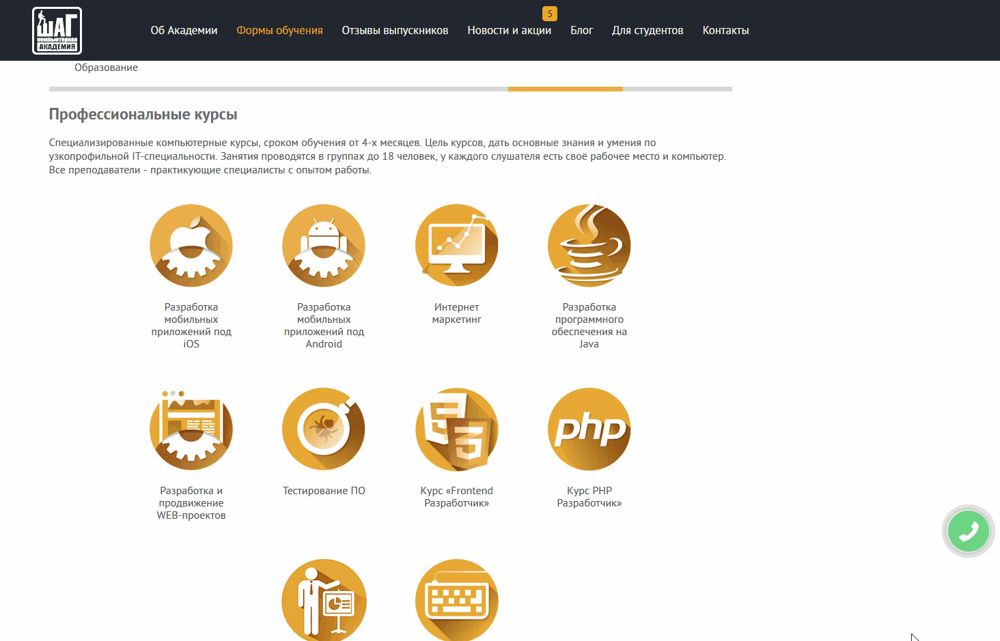 ШАГ
КОМПЬЮТЕРНАЯ
АКАДЕМИЯ
Об Академии
Формы обучения
Отзывы выпускников
Новости и акции
5
Блог
Для студентов
Контакты
Образование
Профессиональные курсы
Специализированные компьютерные курсы, сроком обучения от 4-х месяцев. Цель курсов, дать основные знания и умения по
узкопрофильной IT-специальности. Занятия проводятся в группах до 18 человек, у каждого слушателя есть своё рабочее место и компьютер.
Все преподаватели - практикующие специалисты с опытом работы.
Разработка
мобильных
приложений под
iOS
Разработка
мобильных
приложений под
Android
Интернет
маркетинг
Разработка
программного
обеспечения на
Java
php
Разработка и
продвижение
WEB-проектов
Тестирование ПО
Курс «Frontend
Разработчик»
Курс PHP
Разработчик»